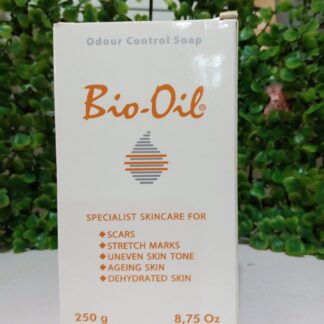 Odour Control Soap
Bio-Oil®
SPECIALIST SKINCARE FOR
◆SCARS
◆STRETCH MARKS
◆UNEVEN SKIN TONE
◆AGEING SKIN
◆DEHYDRATED SKIN
250 g 8,75 Oz